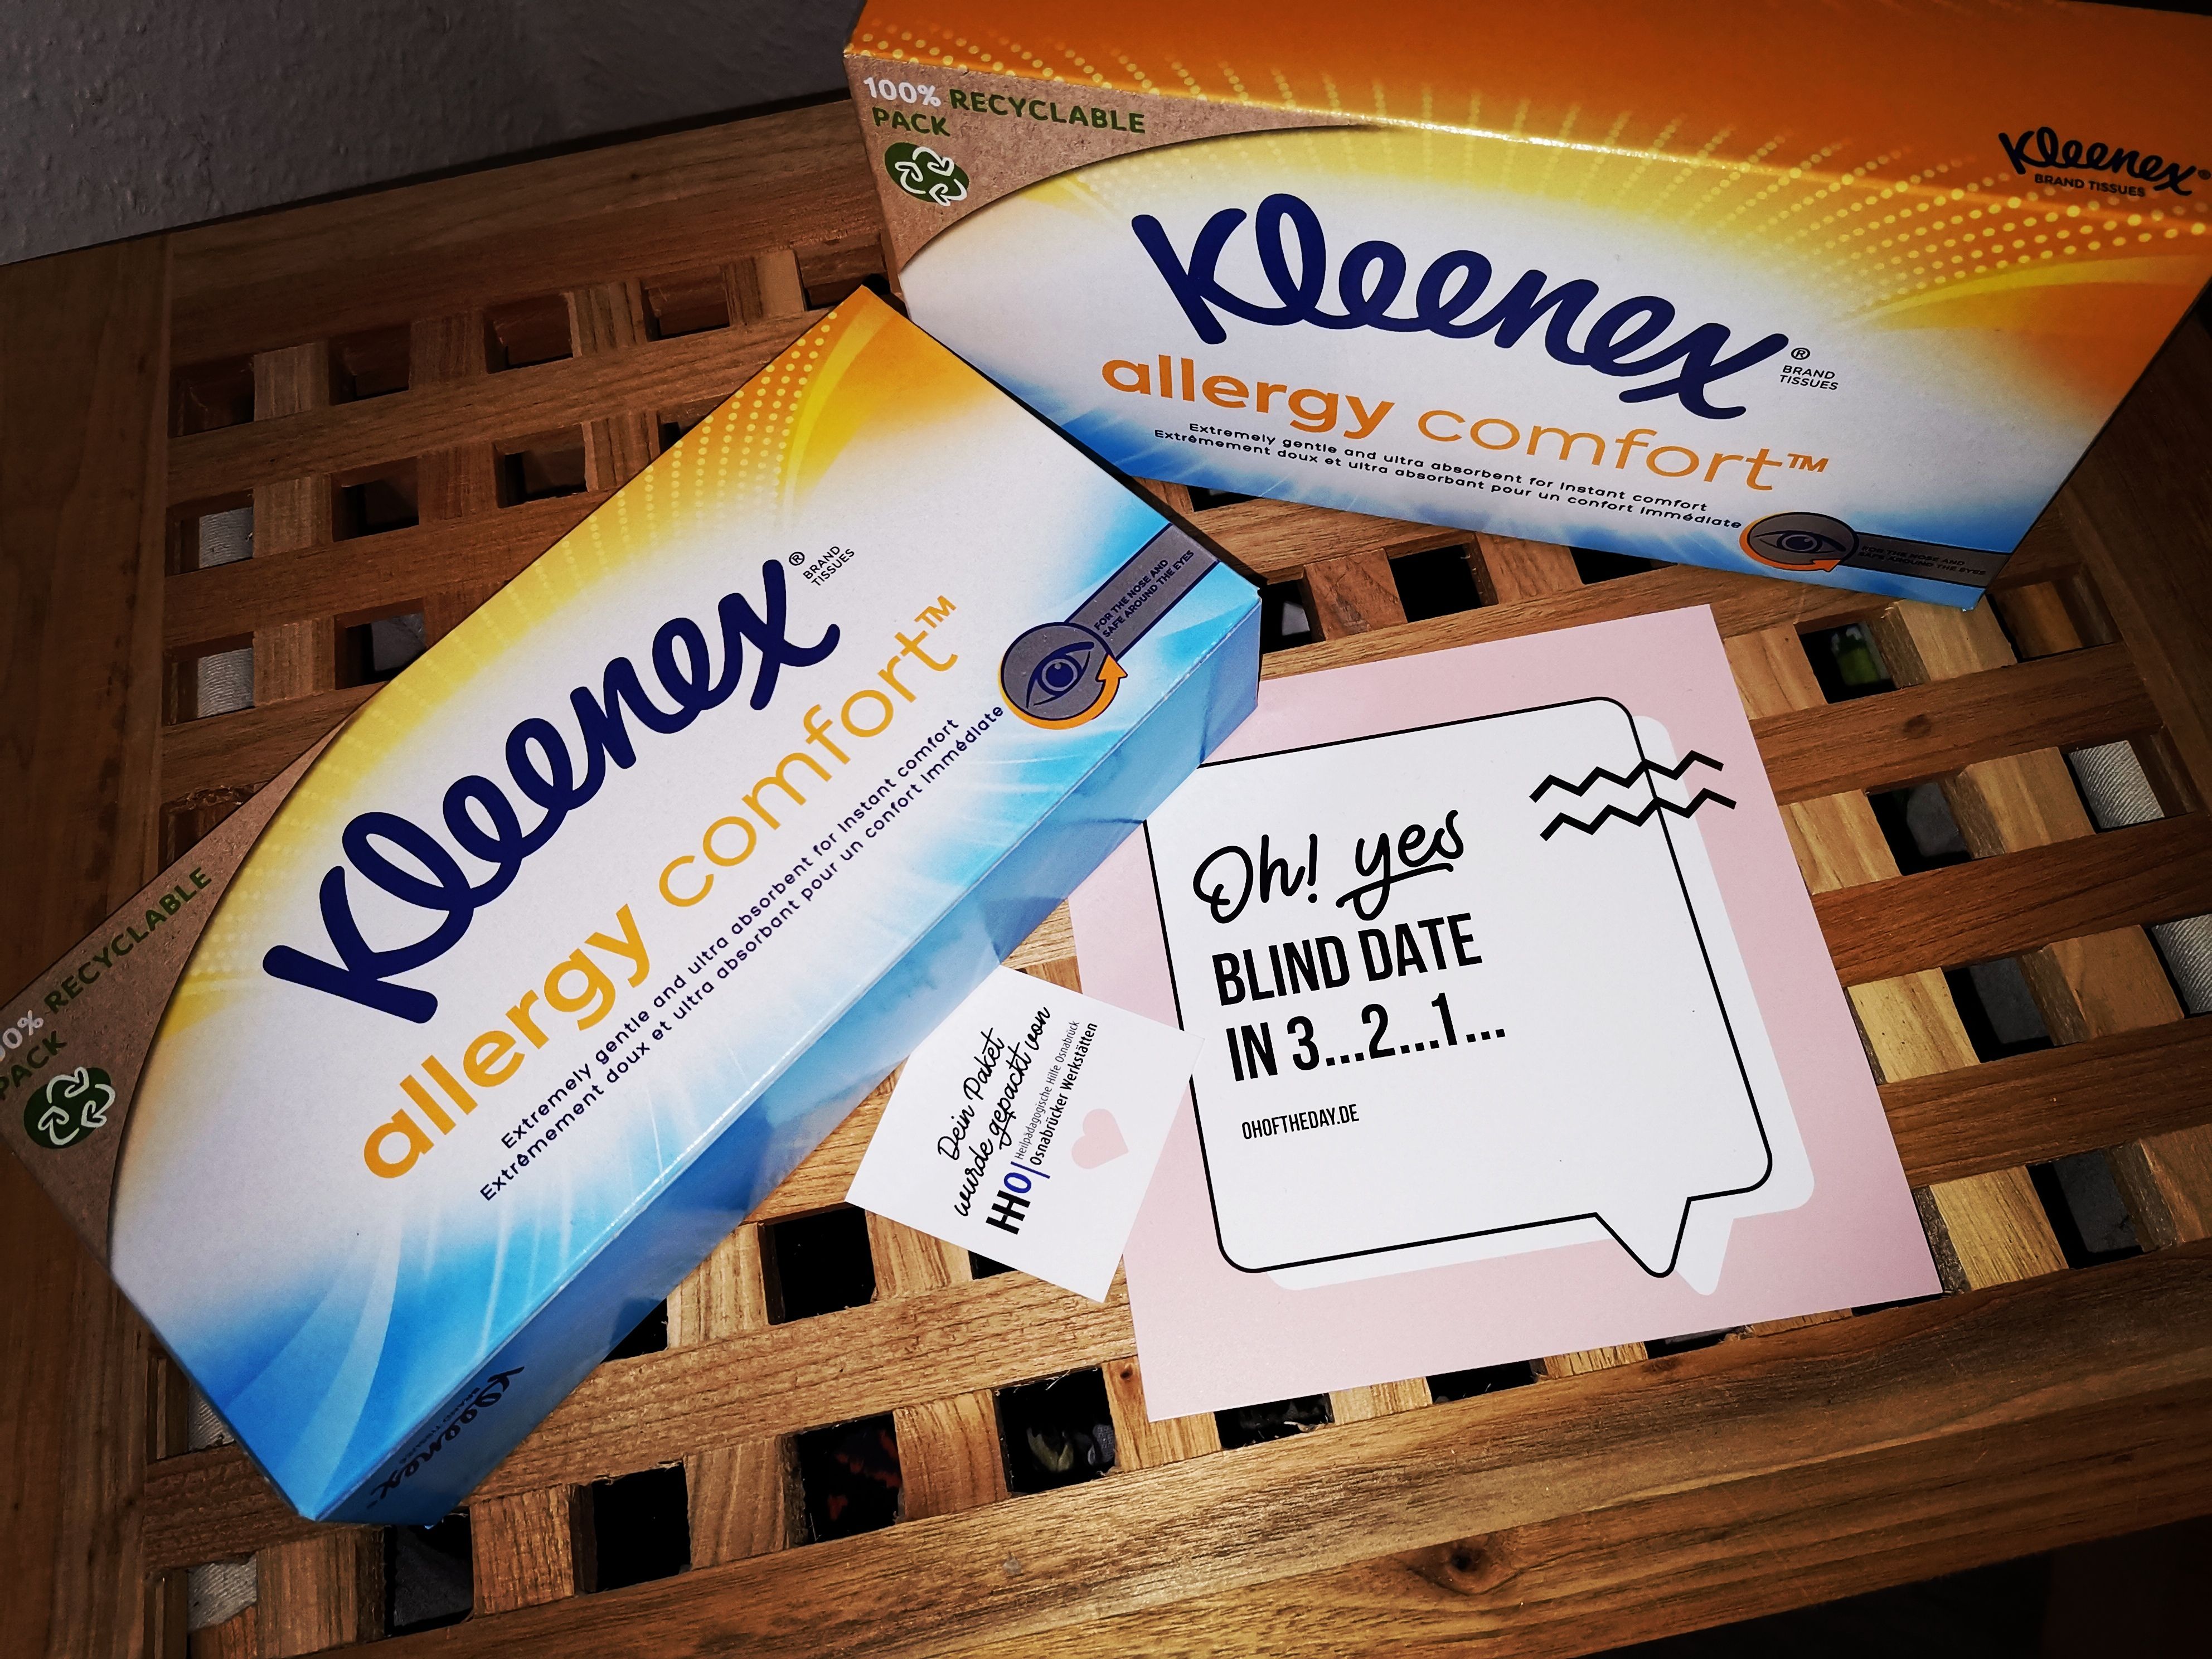 100% RECYCLABLE
PACK
Kleenex®
BRAND TISSUES
Kleenex®
BRAND
TISSUES
allergy comfort™
Extremely gentle and ultra absorbent for instant comfort
Extrêmement doux et ultra absorbant pour un confort immédiate
FOR THE NOSE AND
SAFE AROUND THE EYES
RECYCLABLE
PACK
Kleenex®
BRAND
TISSUES
allergy comfort™
Extremely gentle and ultra absorbent for instant comfort
Extrêmement doux et ultra absorbant pour un confort immédiate
FOR THE NOSE AND
SAFE AROUND THE EYES
Kleenex
BRAND TISSUES
Dein Paket
wurde gepackt von
HHO
Heilpädagogische Hilfe Osnabrück
Osnabrücker Werkstätten
Oh! yes
BLIND DATE
IN 3...2...1...
OHOFTHEDAY.DE